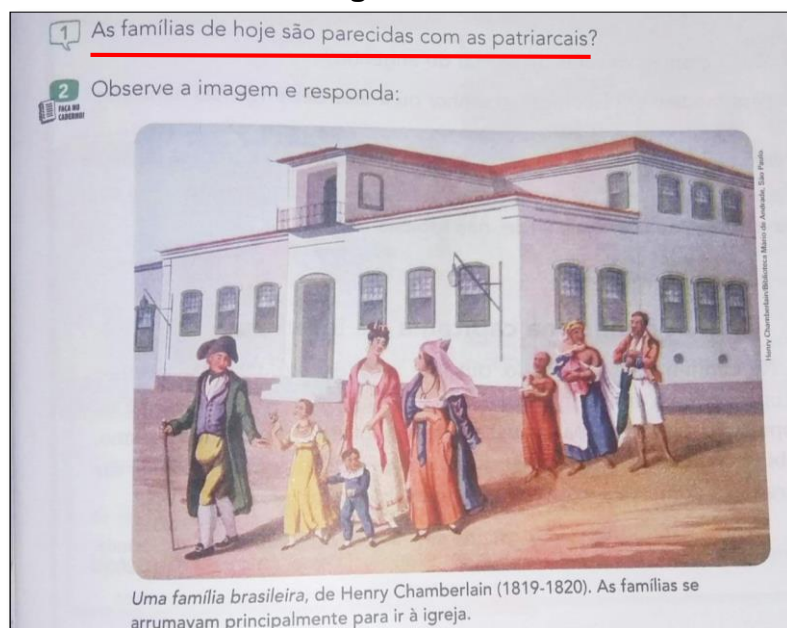 1 As famílias de hoje são parecidas com as patriarcais?
2 Observe a imagem e responda:
FAÇA NO
CADERNO!
Henry Chamberlain/Biblioteca Mário de Andrade, São Paulo.
Uma família brasileira, de Henry Chamberlain (1819-1820). As famílias se
arrumavam principalmente para ir à igreja.